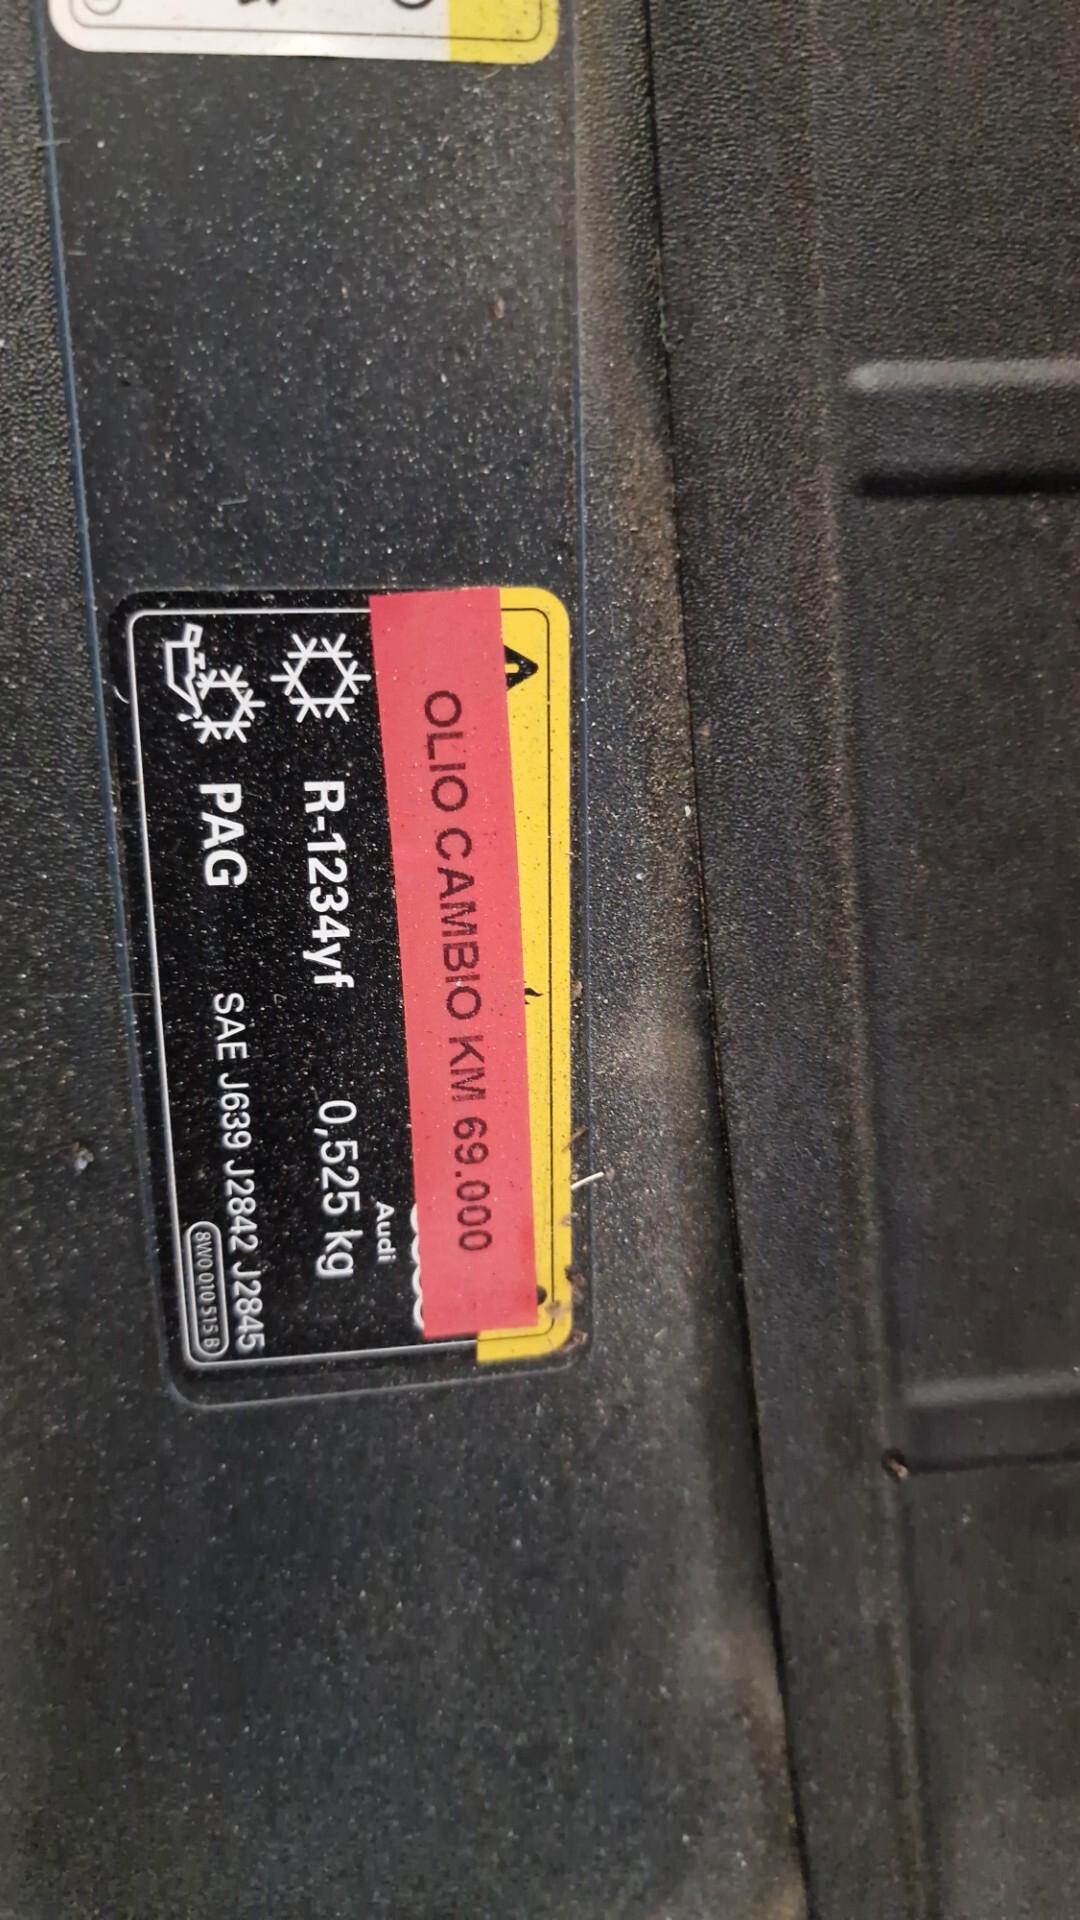 OLIO CAMBIO KM 69.000
Audi
R-1234yf 0,525 kg
PAG SAE J639 J2842 J2845
8W0 010 515 B